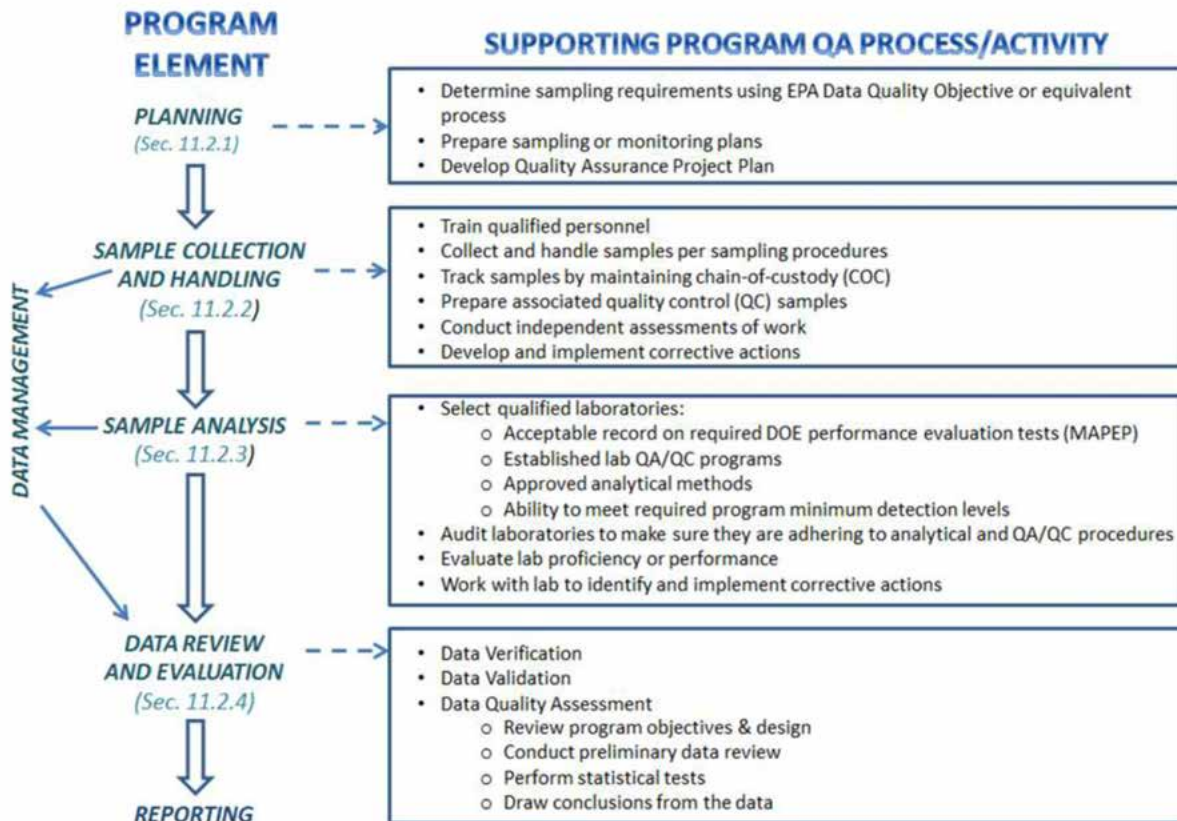 PROGRAM
ELEMENT
SUPPORTING PROGRAM QA PROCESS/ACTIVITY
PLANNING
(Sec. 11.2.1)
• Determine sampling requirements using EPA Data Quality Objective or equivalent
process
• Prepare sampling or monitoring plans
• Develop Quality Assurance Project Plan
SAMPLE COLLECTION
AND HANDLING
(Sec. 11.2.2)
• Train qualified personnel
• Collect and handle samples per sampling procedures
• Track samples by maintaining chain-of-custody (COC)
• Prepare associated quality control (QC) samples
• Conduct independent assessments of work
• Develop and implement corrective actions
DATA MANAGEMENT
SAMPLE ANALYSIS
(Sec. 11.2.3)
• Select qualified laboratories:
o Acceptable record on required DOE performance evaluation tests (MAPEP)
o Established lab QA/QC programs
o Approved analytical methods
o Ability to meet required program minimum detection levels
• Audit laboratories to make sure they are adhering to analytical and QA/QC procedures
• Evaluate lab proficiency or performance
• Work with lab to identify and implement corrective actions
DATA REVIEW
AND EVALUATION
(Sec. 11.2.4)
• Data Verification
• Data Validation
• Data Quality Assessment
o Review program objectives & design
o Conduct preliminary data review
o Perform statistical tests
o Draw conclusions from the data
REPORTING